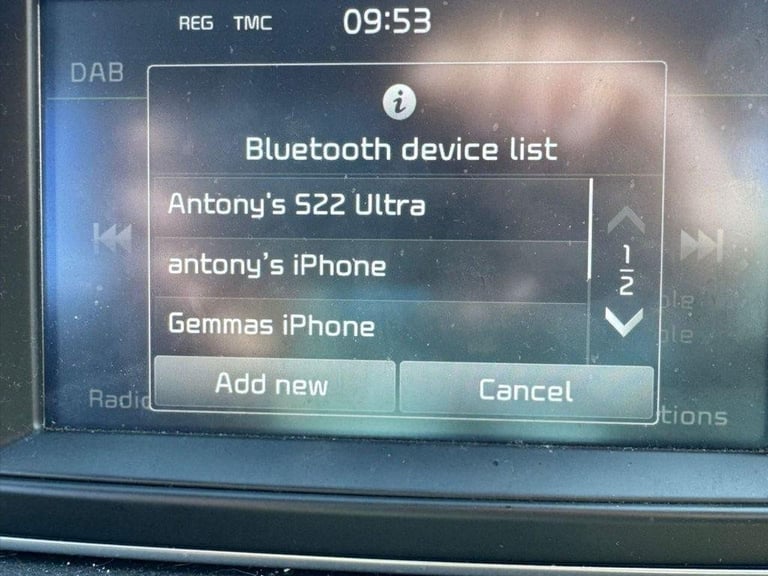 REG TMC 09:53
DAB
Bluetooth device list
Antony's S22 Ultra
antony's iPhone
Gemmas iPhone
1
2
Add new Cancel
Radio